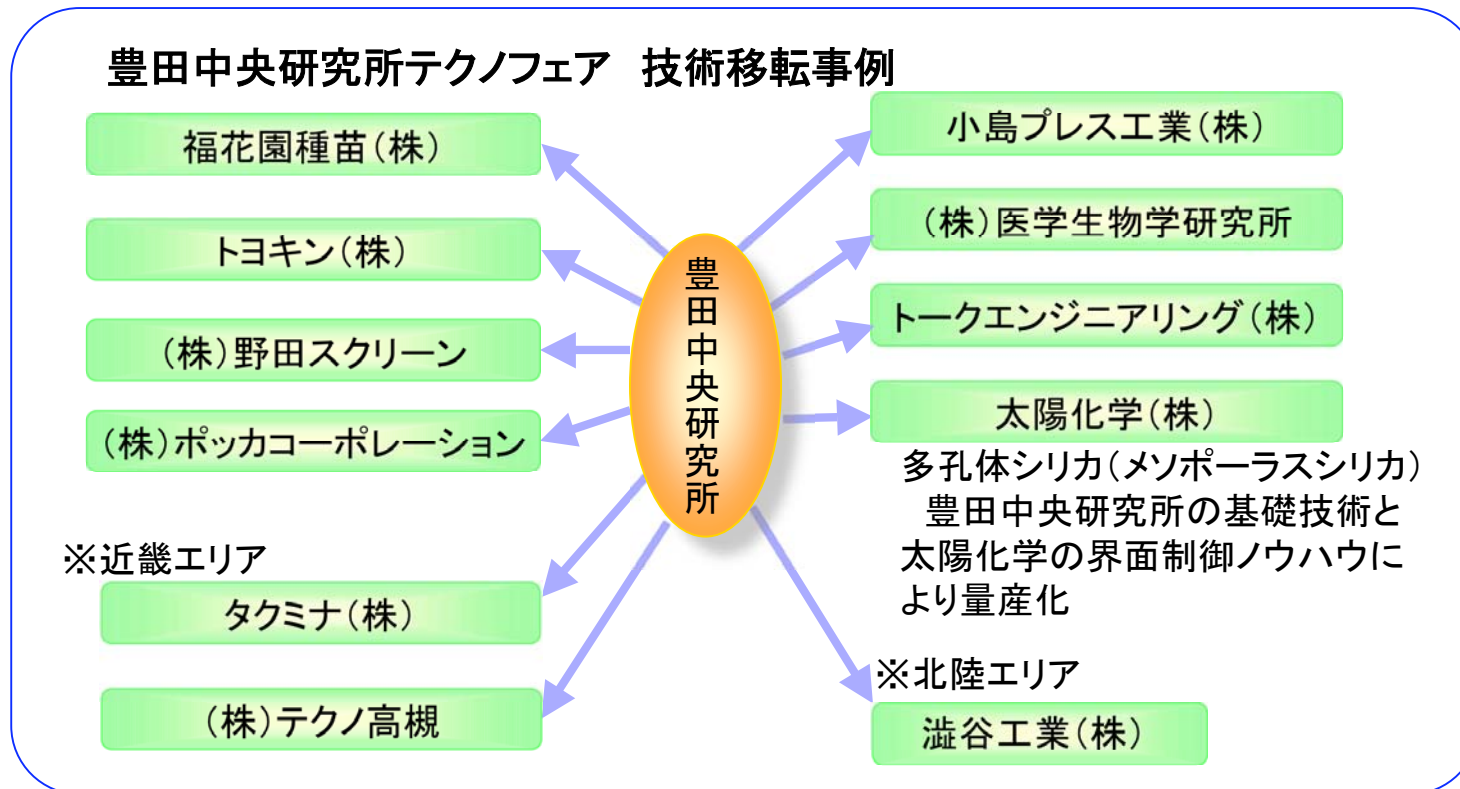 豊田中央研究所テクノフェア　技術移転事例
福花園種苗(株)
トヨキン(株)
(株)野田スクリーン
(株)ポッカコーポレーション
※近畿エリア
タクミナ(株)
(株)テクノ高槻
豊田中央研究所
小島プレス工業(株)
(株)医学生物学研究所
トークエンジニアリング(株)
太陽化学(株)
多孔体シリカ(メソポーラスシリカ)
豊田中央研究所の基礎技術と
太陽化学の界面制御ノウハウに
より量産化
※北陸エリア
澁谷工業(株)